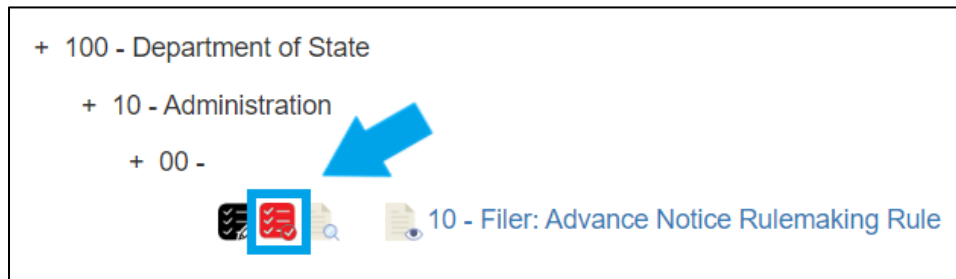 + 100 - Department of State
+ 10 - Administration
+ 00 -
10 - Filer: Advance Notice Rulemaking Rule